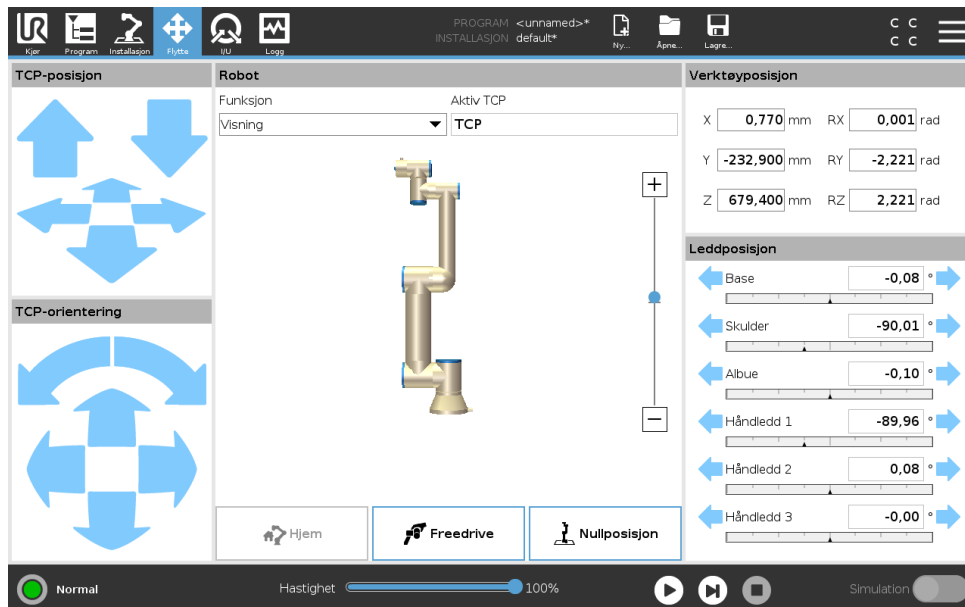 PROGRAM <unnamed>*
INSTALLASJON default*
Kjør Program Installasjon Flytte I/U Logg Ny... Åpne... Lagre...
C C
C C
TCP-posisjon
Robot
Funksjon
Aktiv TCP
Visning
TCP
+
−
Hjem
Freedrive
Nullposisjon
TCP-orientering
Verktøyposisjon
X 0,770 mm RX 0,001 rad
Y -232,900 mm RY -2,221 rad
Z 679,400 mm RZ 2,221 rad
Leddposisjon
Base -0,08 °
Skulder -90,01 °
Albue -0,10 °
Håndledd 1 -89,96 °
Håndledd 2 0,08 °
Håndledd 3 -0,00 °
Normal
Hastighet 100%
Simulation